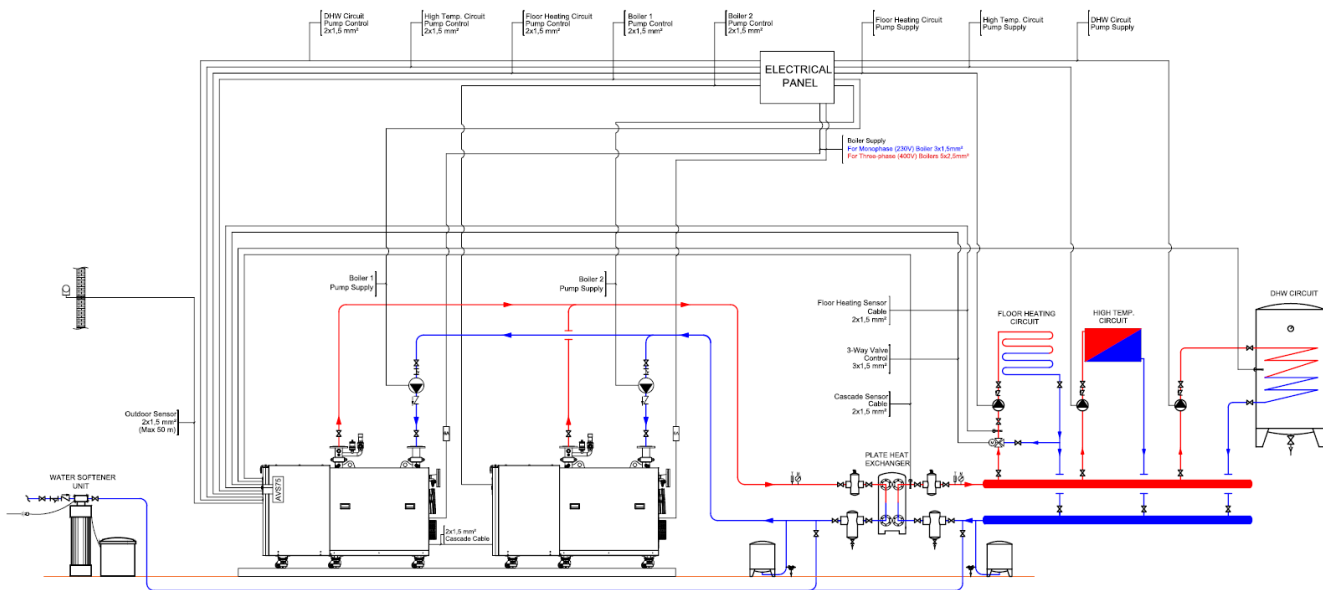 DHW Circuit
Pump Control
2x1,5 mm²
High Temp. Circuit
Pump Control
2x1,5 mm²
Floor Heating Circuit
Pump Control
2x1,5 mm²
Boiler 1
Pump Control
2x1,5 mm²
Boiler 2
Pump Control
2x1,5 mm²
Floor Heating Circuit
Pump Supply
High Temp. Circuit
Pump Supply
DHW Circuit
Pump Supply
ELECTRICAL
PANEL
Boiler Supply
For Monophase (230V) Boiler 3x1,5mm²
For Three-phase (400V) Boilers 5x2,5mm²
Boiler 1
Pump Supply
Boiler 2
Pump Supply
Floor Heating Sensor
Cable
2x1,5 mm²
FLOOR HEATING
CIRCUIT
HIGH TEMP.
CIRCUIT
DHW CIRCUIT
3-Way Valve
Control
3x1,5 mm²
Cascade Sensor
Cable
2x1,5 mm²
Outdoor Sensor
2x1,5 mm²
(Max 50 m)
PLATE HEAT
EXCHANGER
WATER SOFTENER
UNIT
AVS75
2x1,5 mm²
Cascade Cable